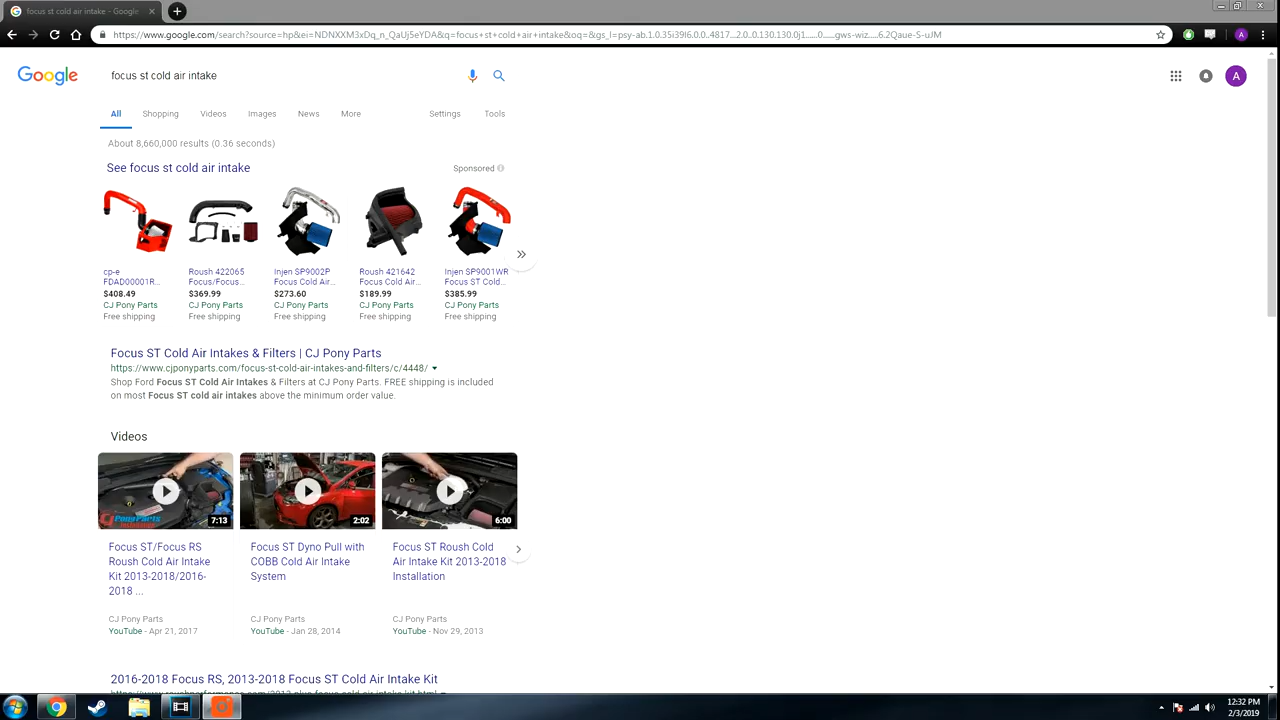 focus st cold air intake - Google
https://www.google.com/search?source=hp&ei=NDNXXM3xDq_n_QaUj5eYDA&q=focus+st+cold+air+intake&oq=&gs_l=psy-ab.1.0.35i39l6.0.0..4817...2.0..0.130.130.0j1......0......gws-wiz.....6.2Qaue-S-uJM
A
Google
focus st cold air intake
A
All Shopping Videos Images News More Settings Tools
About 8,660,000 results (0.36 seconds)
See focus st cold air intake
Sponsored
cp-e
FDAD00001R...
$408.49
CJ Pony Parts
Free shipping
Roush 422065
Focus/Focus...
$369.99
CJ Pony Parts
Free shipping
Injen SP9002P
Focus Cold Air...
$273.60
CJ Pony Parts
Free shipping
Roush 421642
Focus Cold Air...
$189.99
CJ Pony Parts
Free shipping
Injen SP9001WR
Focus ST Cold...
$385.99
CJ Pony Parts
Free shipping
Focus ST Cold Air Intakes & Filters | CJ Pony Parts
https://www.cjponyparts.com/focus-st-cold-air-intakes-and-filters/c/4448/
Shop Ford Focus ST Cold Air Intakes & Filters at CJ Pony Parts. FREE shipping is included
on most Focus ST cold air intakes above the minimum order value.
Videos
7:13
Focus ST/Focus RS
Roush Cold Air Intake
Kit 2013-2018/2016-
2018 ...
CJ Pony Parts
YouTube - Apr 21, 2017
2:02
Focus ST Dyno Pull with
COBB Cold Air Intake
System
CJ Pony Parts
YouTube - Jan 28, 2014
6:00
Focus ST Roush Cold
Air Intake Kit 2013-2018
Installation
CJ Pony Parts
YouTube - Nov 29, 2013
2016-2018 Focus RS, 2013-2018 Focus ST Cold Air Intake Kit
12:32 PM
2/3/2019